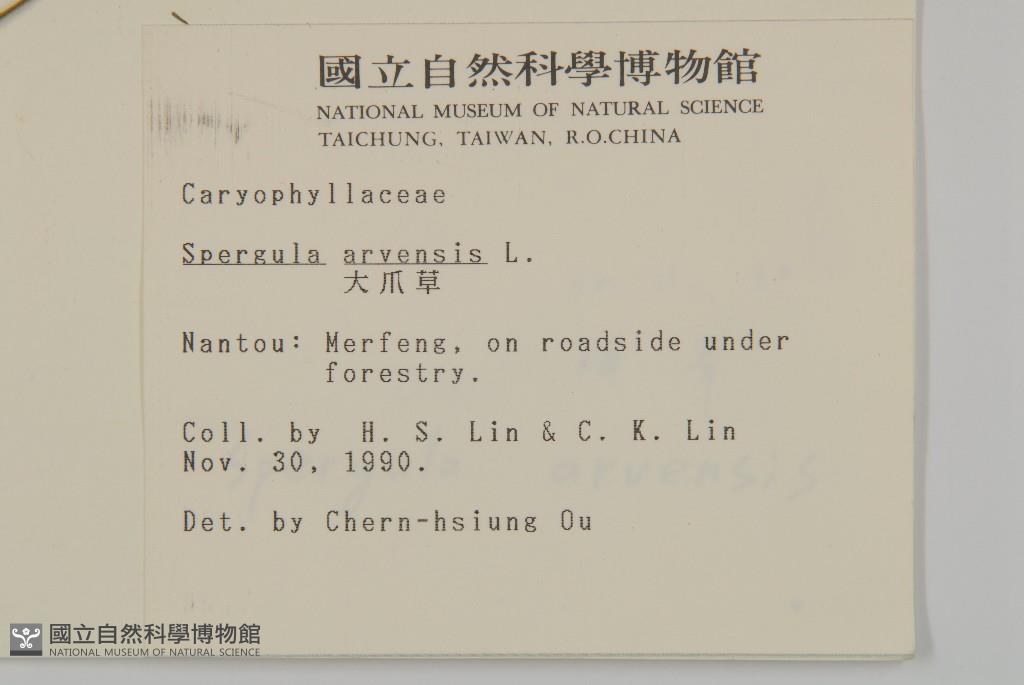 國立自然科學博物館
NATIONAL MUSEUM OF NATURAL SCIENCE
TAICHUNG, TAIWAN, R.O.CHINA
Caryophyllaceae
Spergula arvensis L.
大爪草
Nantou: Merfeng, on roadside under
forestry.
Coll. by H. S. Lin & C. K. Lin
Nov. 30, 1990.
Spergula arvensis
Det. by Chern-hsiung Ou
國立自然科學博物館
NATIONAL MUSEUM OF NATURAL SCIENCE